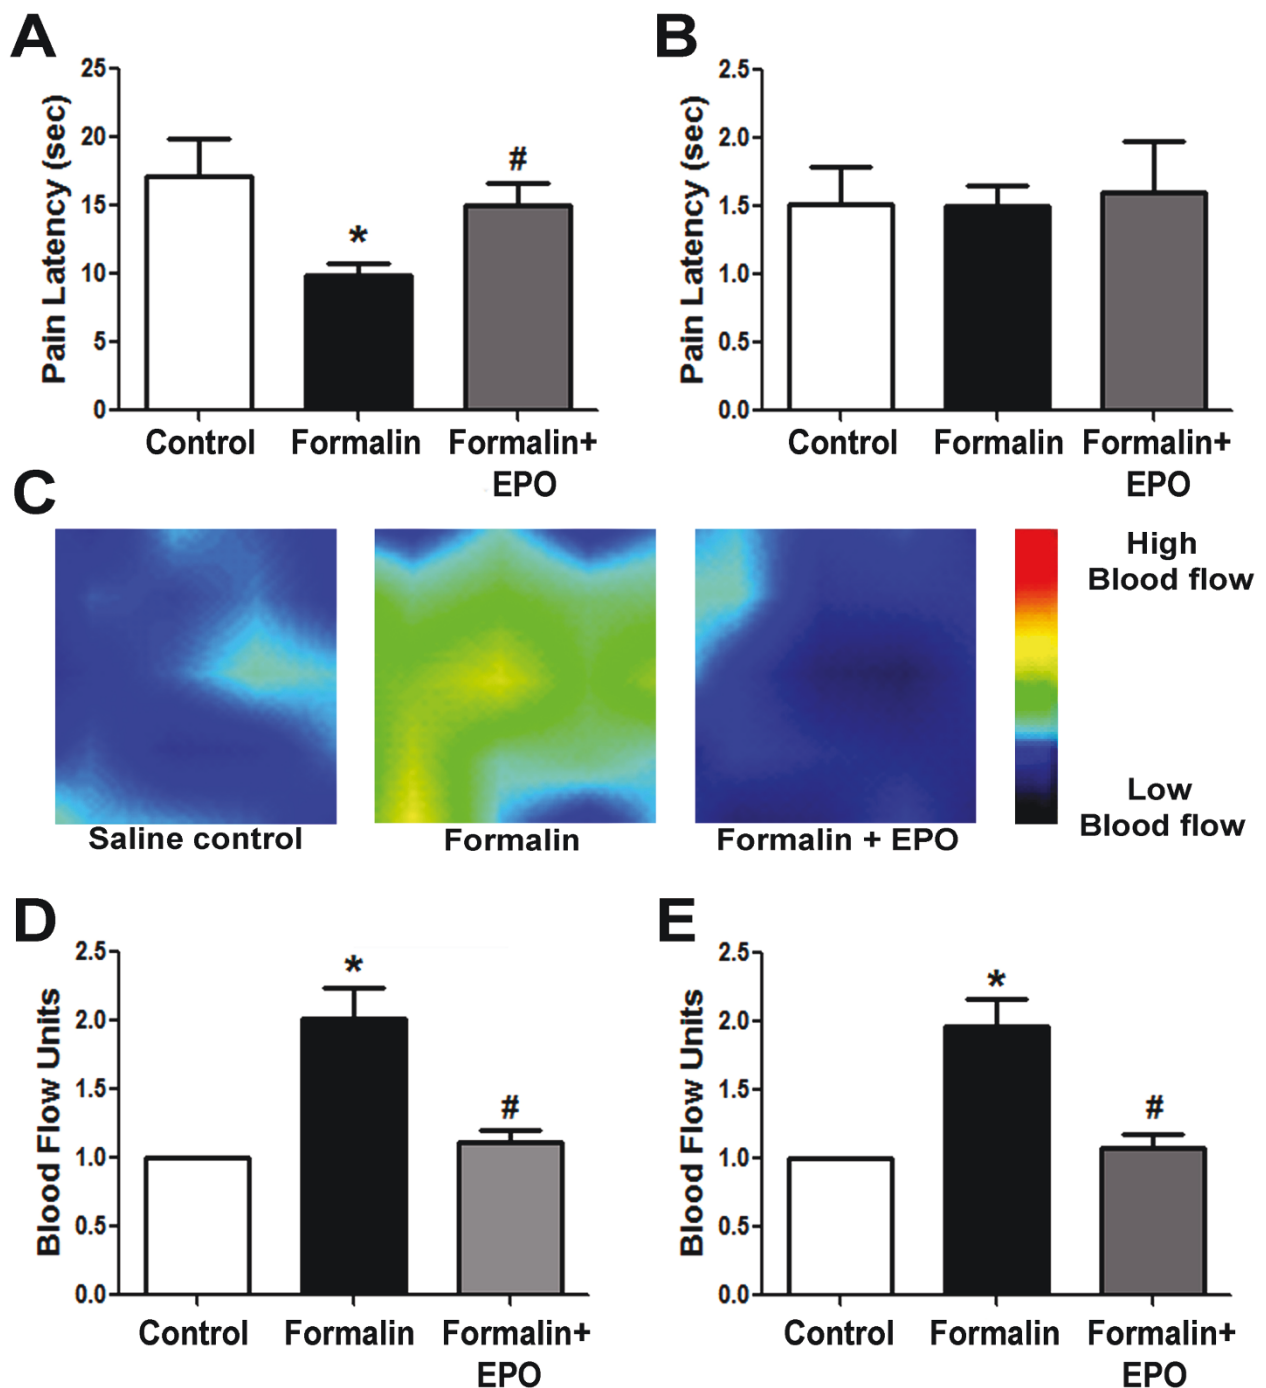 A
Pain Latency (sec)
25
20
15
10
5
0
*
#
Control
Formalin
Formalin+
EPO
B
Pain Latency (sec)
2.5
2.0
1.5
1.0
0.5
0.0
Control
Formalin
Formalin+
EPO
C
Saline control
Formalin
Formalin + EPO
High
Blood flow
Low
Blood flow
D
Blood Flow Units
2.5
2.0
1.5
1.0
0.5
0.0
*
#
Control
Formalin
Formalin+
EPO
E
Blood Flow Units
2.5
2.0
1.5
1.0
0.5
0.0
*
#
Control
Formalin
Formalin+
EPO